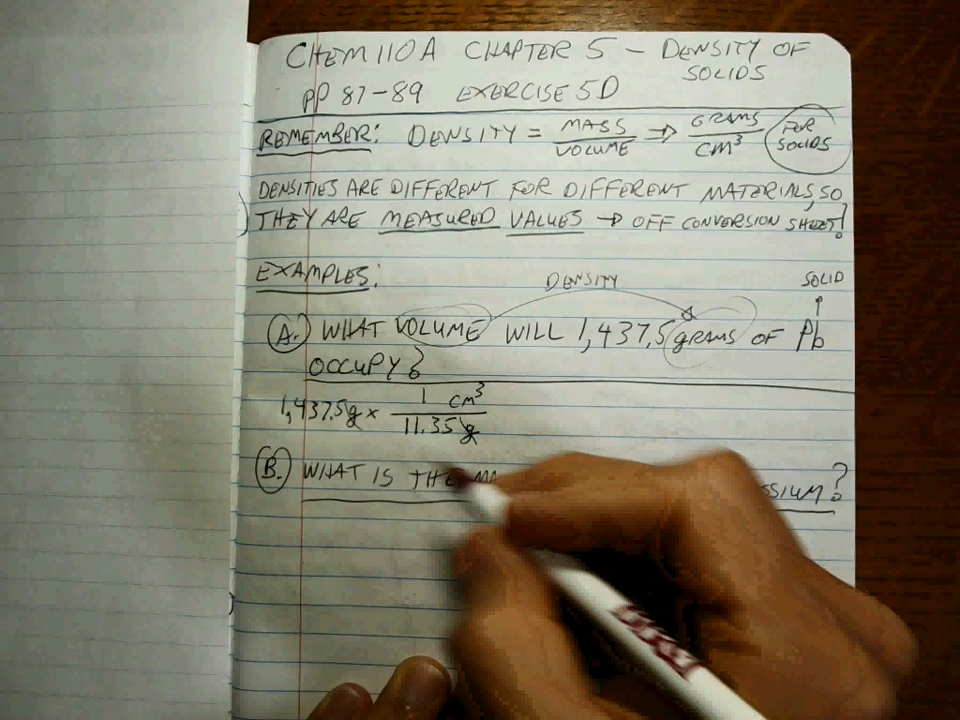 CHEM 110A CHAPTER 5 - DENSITY OF SOLIDS
PP 87-89 EXERCISE 5D
REMEMBER: DENSITY = MASS/VOLUME ⇒ GRAMS/CM³ FOR SOLIDS
DENSITIES ARE DIFFERENT FOR DIFFERENT MATERIALS, SO
THEY ARE MEASURED VALUES → OFF CONVERSION SHEET!
EXAMPLES: DENSITY SOLID
A. WHAT VOLUME WILL 1,437.5 grams OF Pb
OCCUPY?
1,437.5g × 1 cm³/11.35g
B. WHAT IS THE